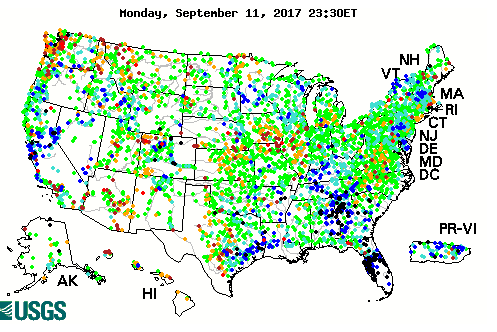 Monday, September 11, 2017 23:30ET
NH
VT
MA
RI
CT
NJ
DE
MD
DC
PR-VI
AK
HI
USGS